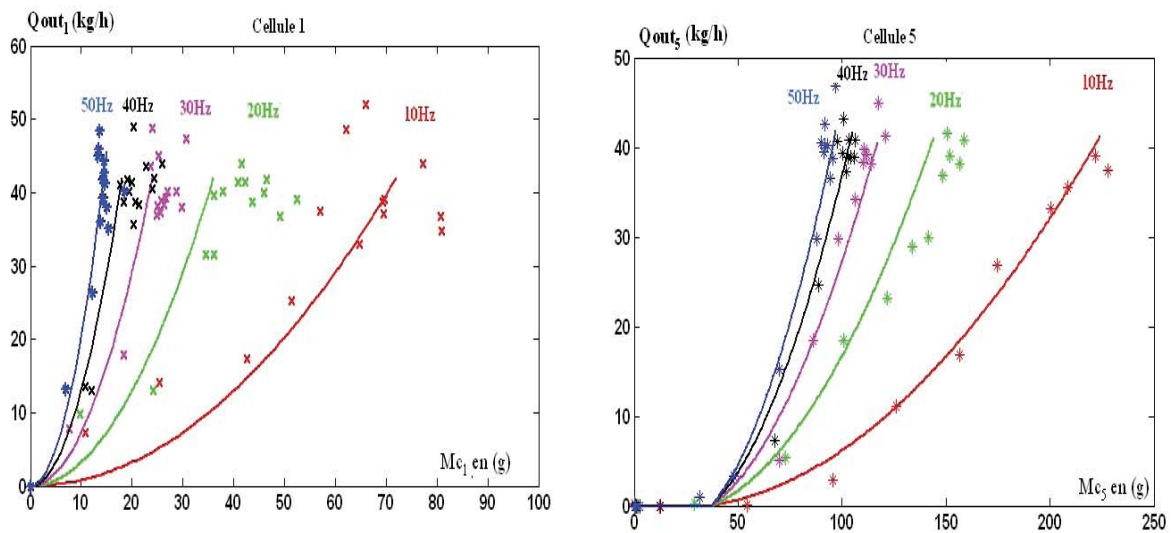 Qout1 (kg/h)
Cellule 1
60
50
40
30
20
10
0
50Hz 40Hz 30Hz 20Hz 10Hz
Mc1 en (g)
0 10 20 30 40 50 60 70 80 90 100
Qout5 (kg/h)
Cellule 5
50
40
30
20
10
0
50Hz 40Hz 30Hz 20Hz 10Hz
Mc5 en (g)
0 50 100 150 200 250